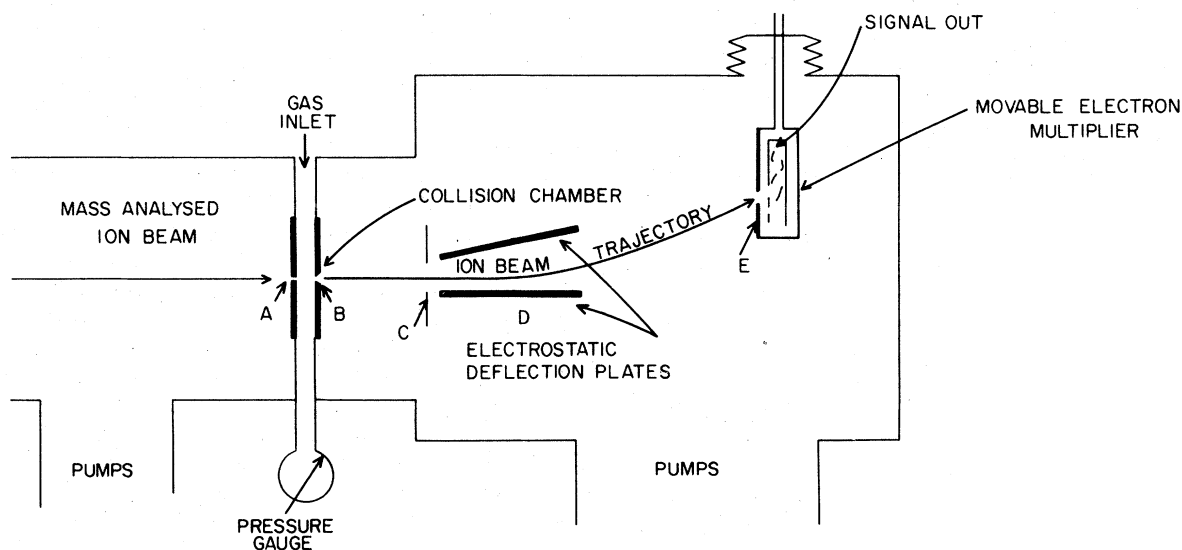 SIGNAL OUT
GAS
INLET
MOVABLE ELECTRON
MULTIPLIER
COLLISION CHAMBER
MASS ANALYSED
ION BEAM
TRAJECTORY
ION BEAM
E
A
B
C
D
ELECTROSTATIC
DEFLECTION PLATES
PUMPS
PUMPS
PRESSURE
GAUGE